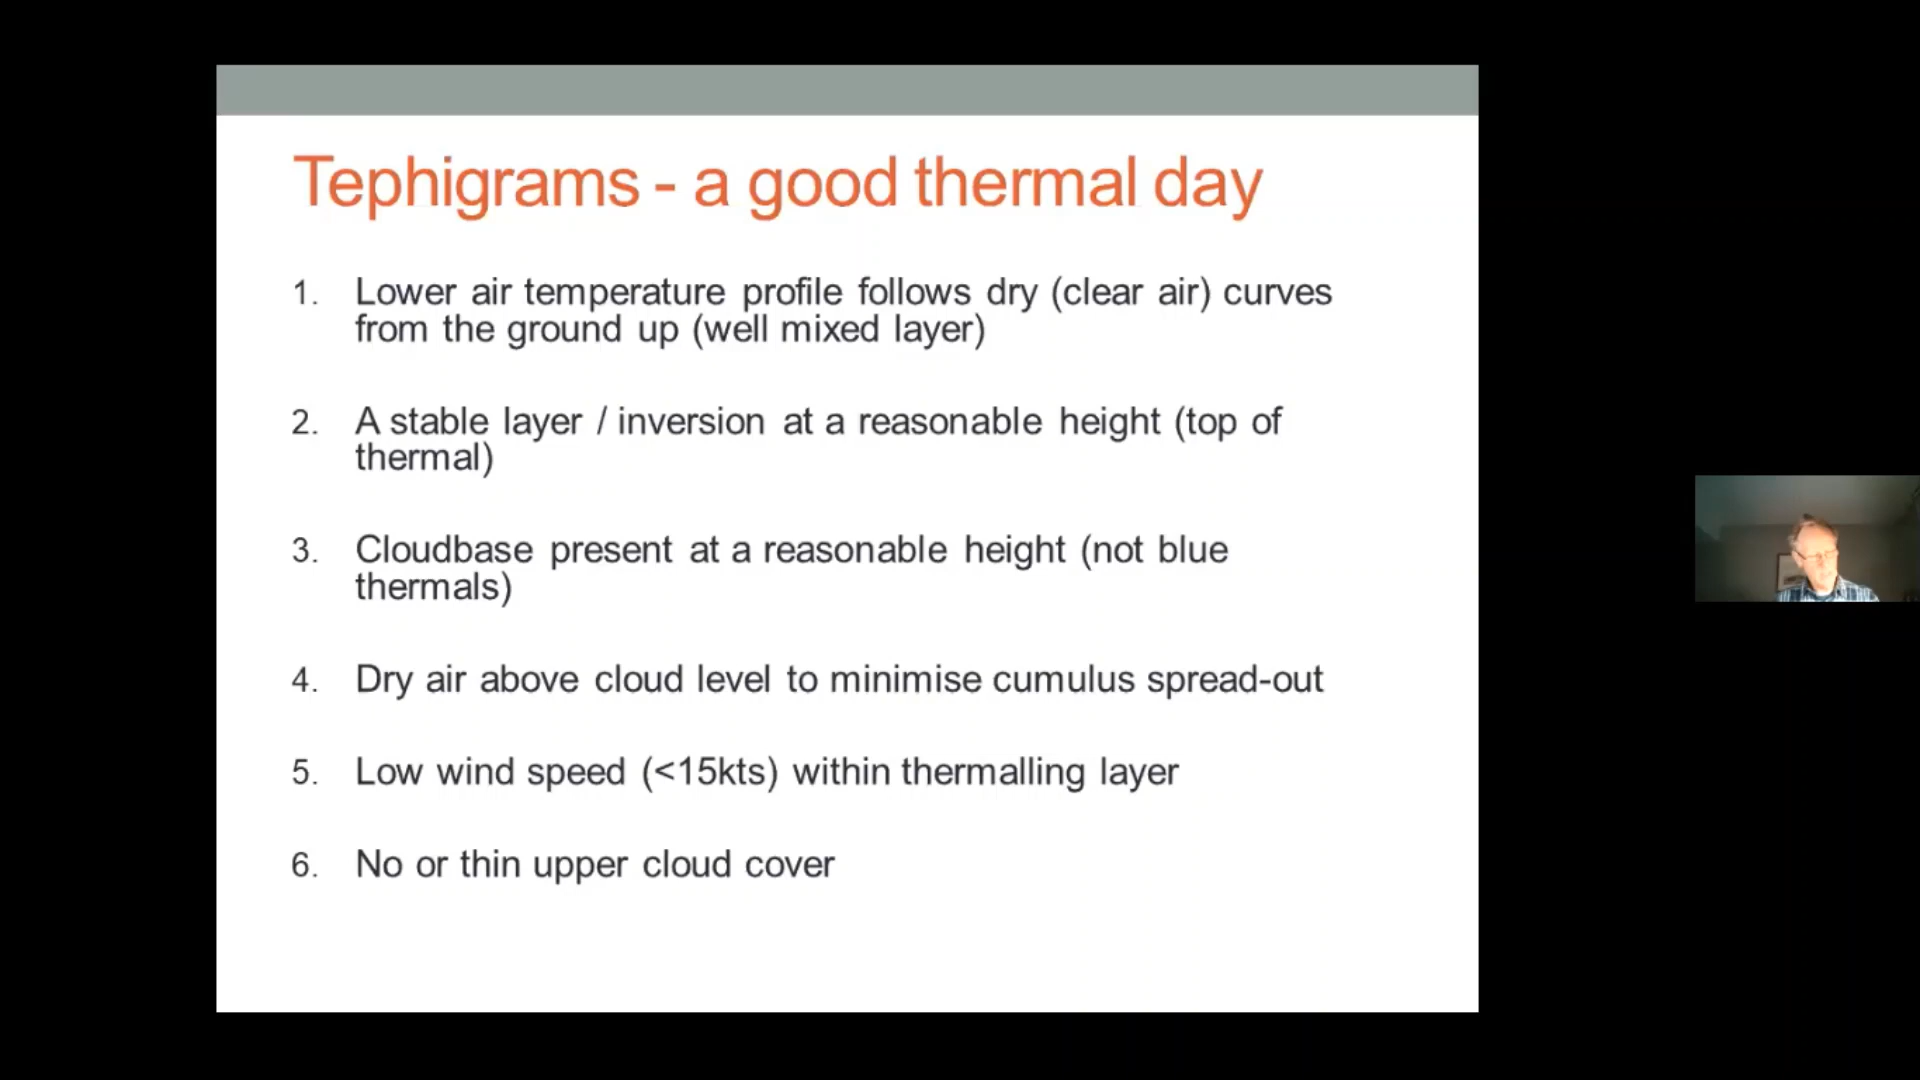 Tephigrams - a good thermal day
1. Lower air temperature profile follows dry (clear air) curves
from the ground up (well mixed layer)
2. A stable layer / inversion at a reasonable height (top of
thermal)
3. Cloudbase present at a reasonable height (not blue
thermals)
4. Dry air above cloud level to minimise cumulus spread-out
5. Low wind speed (<15kts) within thermalling layer
6. No or thin upper cloud cover